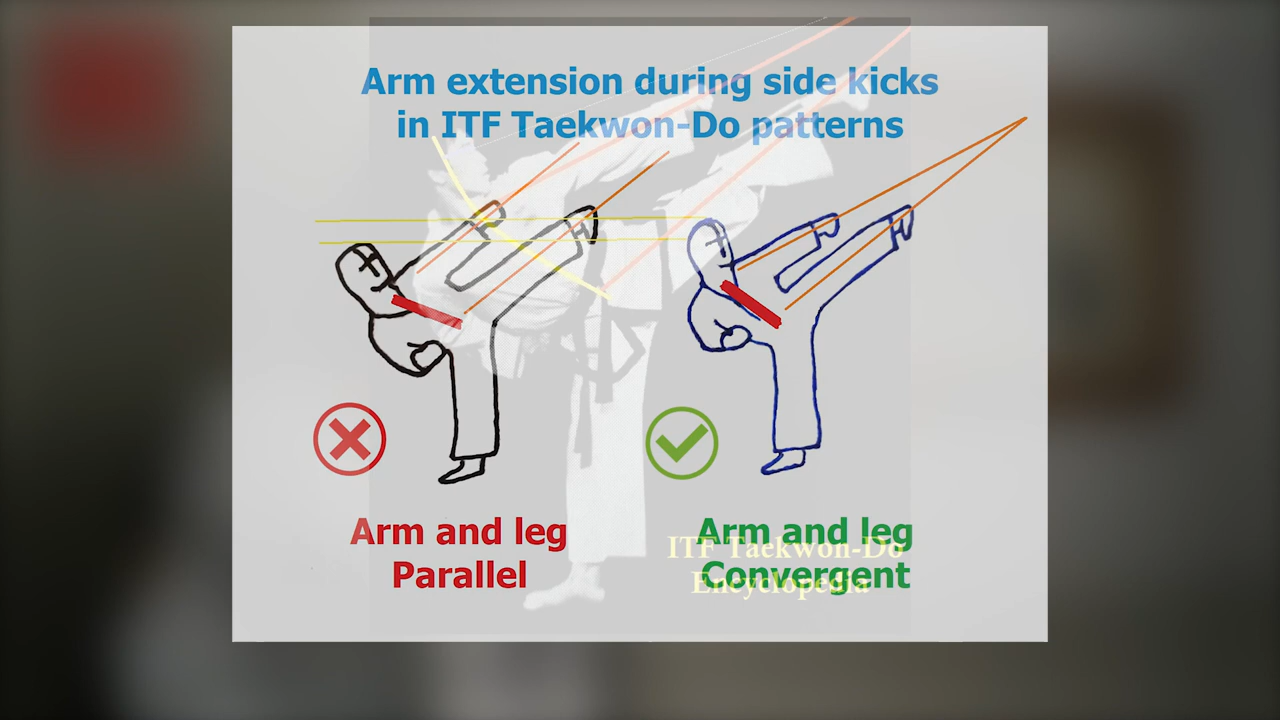 Arm extension during side kicks
in ITF Taekwon-Do patterns
Arm and leg
Parallel
Arm and leg
Convergent
ITF Taekwon-Do
Encyclopedia